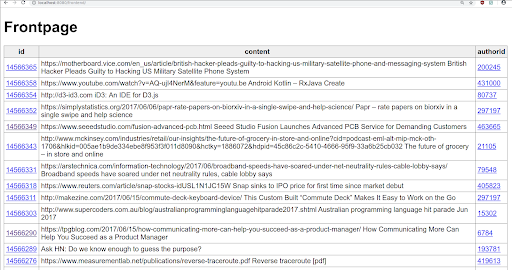 localhost
Frontpage
id content authorid
14566365 https://motherboard.vice.com/en_us/article/british-hacker-pleads-guilty-to-hacking-us-military-satellite-phone-and-messaging-system British 200245
Hacker Pleads Guilty to Hacking US Military Satellite Phone System
14566358 https://www.youtube.com/watch?v=AQ-ujI4NerM&feature=youtu.be Android Kotlin – RxJava Create 431000
14566354 http://d3-id3.com iD3: An IDE for D3.js 80737
14566352 https://simplystatistics.org/2017/06/06/papr-rate-papers-on-biorxiv-in-a-single-swipe-and-help-science/ Papr – rate papers on biorxiv in a 297197
single swipe and help science
14566349 https://www.seeedstudio.com/fusion-advanced-pcb.html Seeed Studio Fusion Launches Advanced PCB Service for Demanding Customers 463665
14566343 http://www.mckinsey.com/industries/retail/our-insights/the-future-of-grocery-in-store-and-online?cid=podcast-eml-alt-mip-mck-oth- 21105
1706&hlkid=005ae1b9de334ebe8f953f3f011d8090&hctky=1886072&hdpid=45c86c2c-5410-4666-95f9-33a6b25cb032 The future of grocery
– in store and online
14566331 https://arstechnica.com/information-technology/2017/06/broadband-speeds-have-soared-under-net-neutrality-rules-cable-lobby-says/ 79548
Broadband speeds have soared under net neutrality rules, cable lobby says
14566318 https://www.reuters.com/article/snap-stocks-idUSL1N1JC15W Snap sinks to IPO price for first time since market debut 405823
14566311 http://makezine.com/2017/06/15/commute-deck-keyboard-device/ This Custom Built "Commute Deck" Makes It Easy to Work on the Go 297197
14566303 http://www.supercoders.com.au/blog/australianprogramminglanguagehitparade2017.shtml Australian programming language hit parade Jun 15302
2017
14566290 https://tpgblog.com/2017/06/15/how-communicating-more-can-help-you-succeed-as-a-product-manager/ How Communicating More Can 6784
Help You Succeed as a Product Manager
14566289 Ask HN: Do we know enough to guess the purpose? 193781
14566276 https://www.measurementlab.net/publications/reverse-traceroute.pdf Reverse traceroute [pdf] 419613